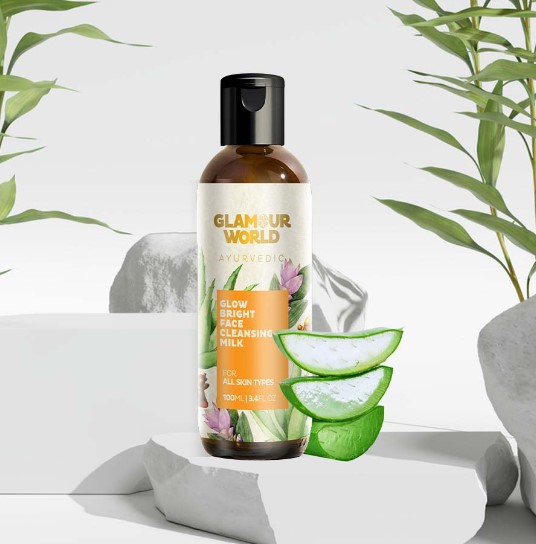 GLAMOUR
WORLD
AYURVEDIC
GLOW
BRIGHT
FACE
CLEANSING
MILK
FOR
ALL SKIN TYPES
100ML | 3.4FL.OZ